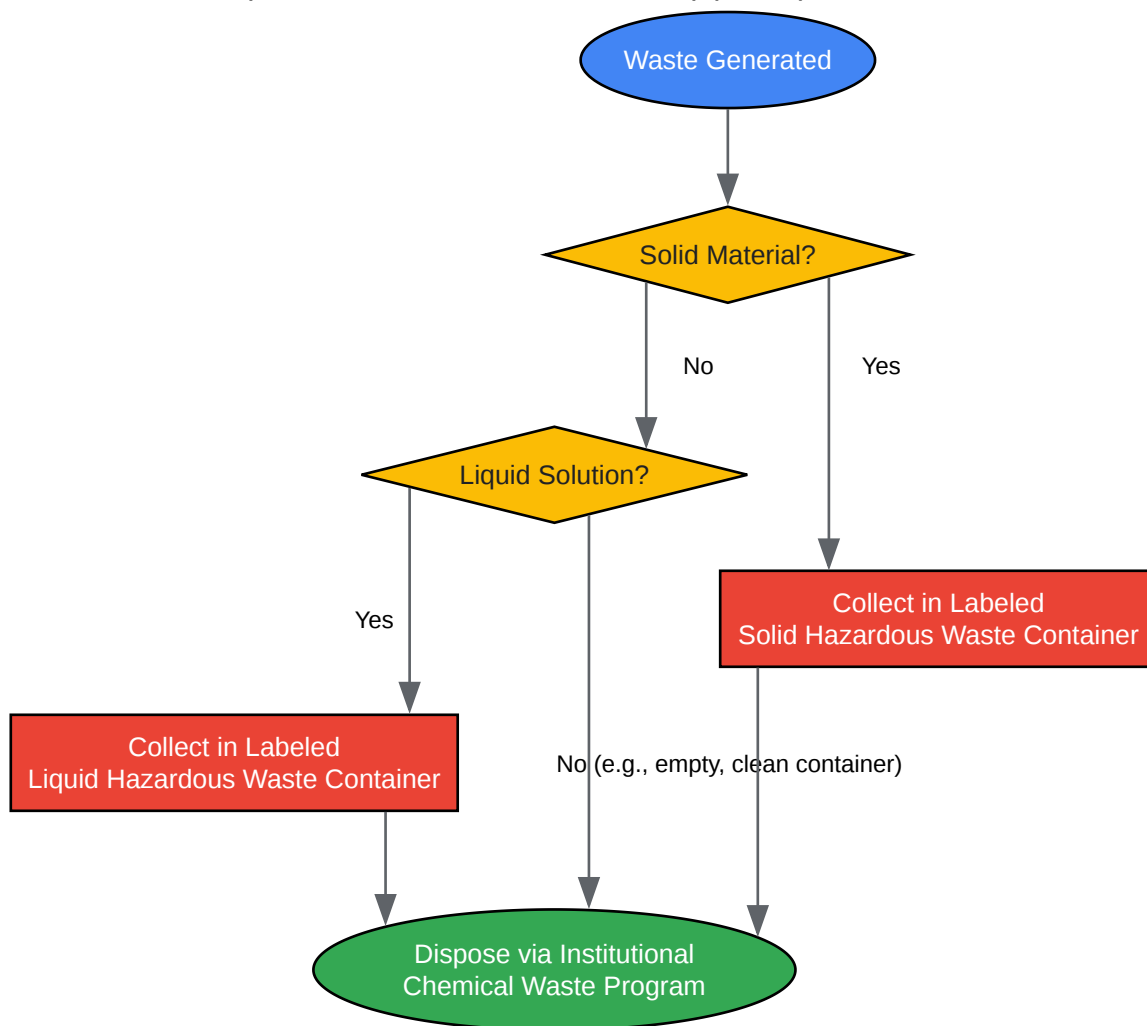 Waste Generated
Solid Material?
No
Yes
Liquid Solution?
Collect in Labeled
Solid Hazardous Waste Container
Yes
Collect in Labeled
Liquid Hazardous Waste Container
No (e.g., empty, clean container)
Dispose via Institutional
Chemical Waste Program